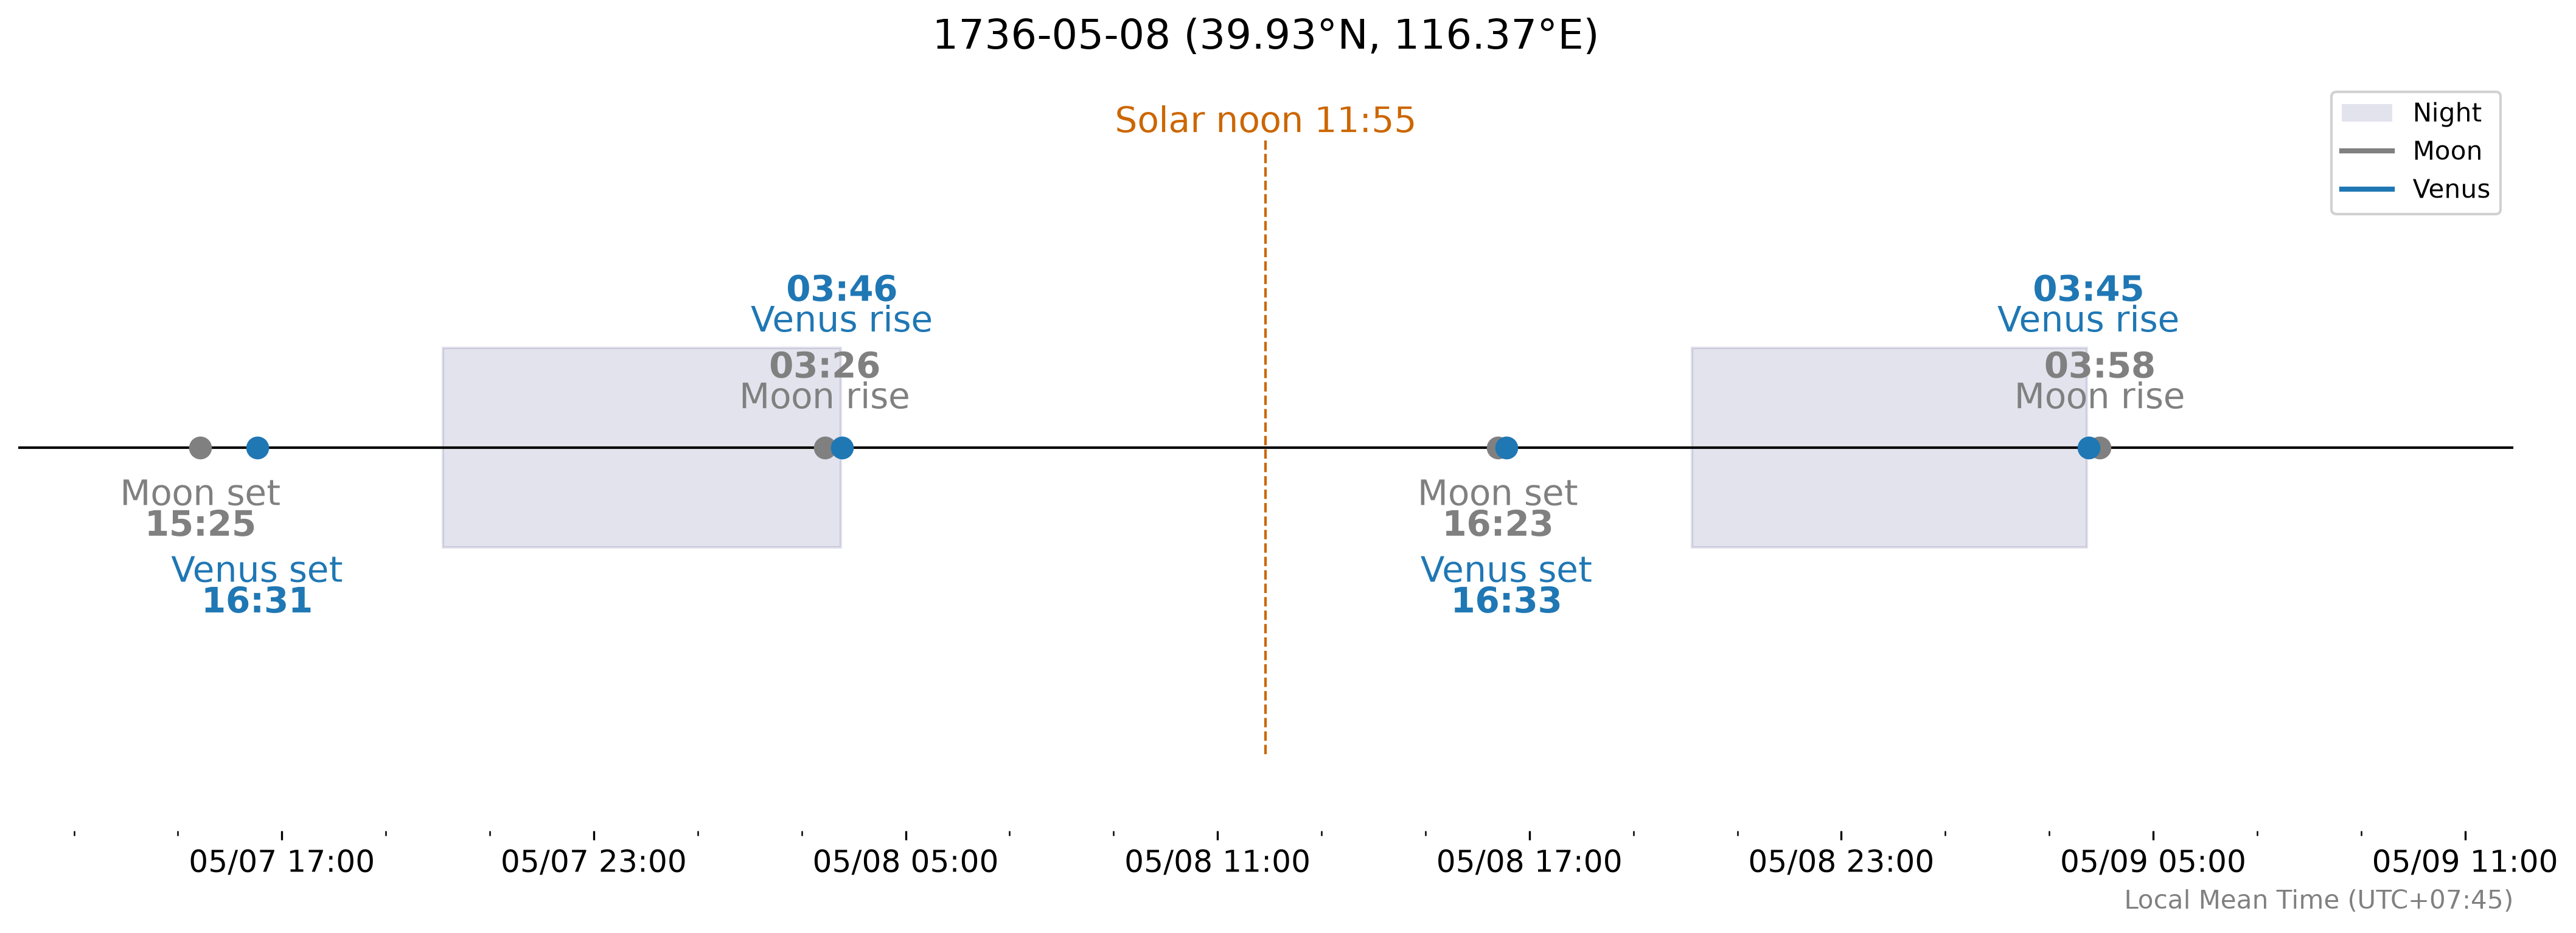 1736-05-08 (39.93°N, 116.37°E)
Solar noon 11:55
Night
Moon
Venus
03:46
Venus rise
03:26
Moon rise
03:45
Venus rise
03:58
Moon rise
Moon set
15:25
Venus set
16:31
Moon set
16:23
Venus set
16:33
05/07 17:00
05/07 23:00
05/08 05:00
05/08 11:00
05/08 17:00
05/08 23:00
05/09 05:00
05/09 11:00
Local Mean Time (UTC+07:45)